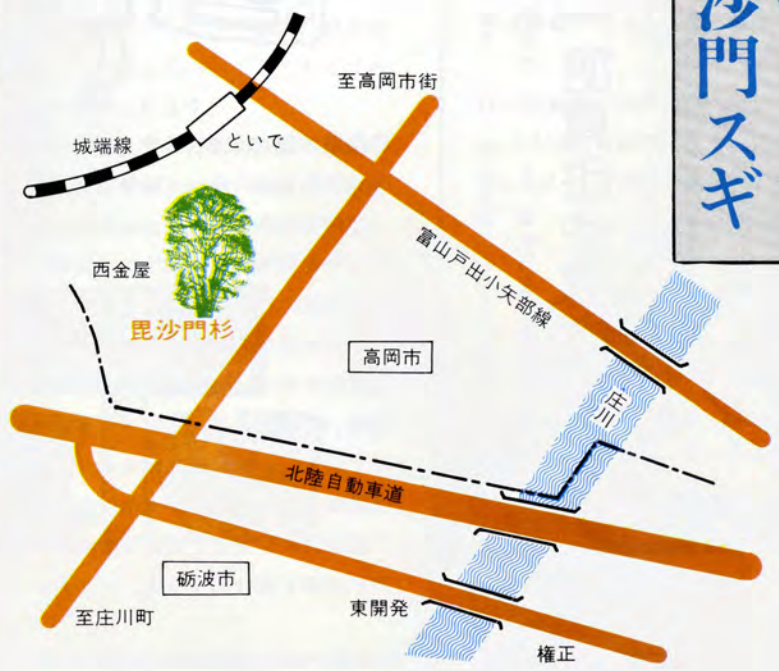 沙門スギ
至高岡市街
城端線
といで
西金屋
毘沙門杉
富山戸出小矢部線
高岡市
庄川
北陸自動車道
砺波市
至庄川町
東開発
権正